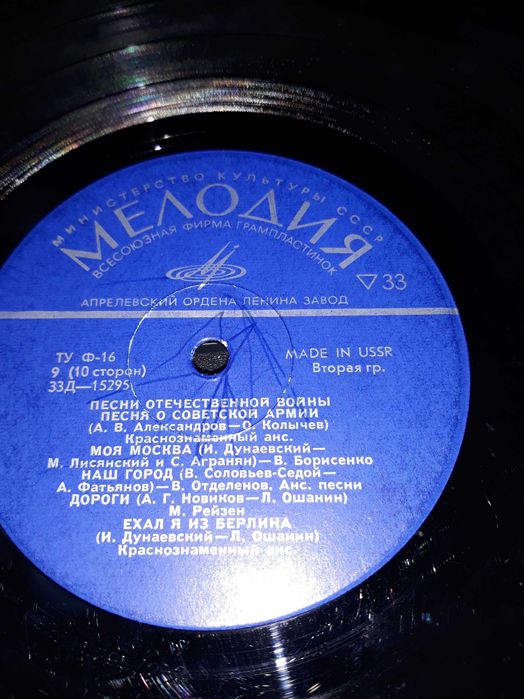 МИНИСТЕРСТВО КУЛЬТУРЫ СССР
МЕЛОДИЯ
ВСЕСОЮЗНАЯ ФИРМА ГРАМПЛАСТИНОК
▽33
АПРЕЛЕВСКИЙ ОРДЕНА ЛЕНИНА ЗАВОД
ТУ Ф-16
9 (10 сторон)
33Д—15295
MADE IN USSR
Вторая гр.
ПЕСНИ ОТЕЧЕСТВЕННОЙ ВОЙНЫ
ПЕСНЯ О СОВЕТСКОЙ АРМИИ
(А. В. Александров—О. Колычев)
Краснознаменный анс.
МОЯ МОСКВА (И. Дунаевский—
М. Лисянский и С. Агранян)—В. Борисенко
НАШ ГОРОД (В. Соловьев-Седой—
А. Фатьянов)—В. Отделенов. Анс. песни
ДОРОГИ (А. Г. Новиков—Л. Ошанин)
М. Рейзен
ЕХАЛ Я ИЗ БЕРЛИНА
(И. Дунаевский—Л. Ошанин)
Краснознаменный анс.